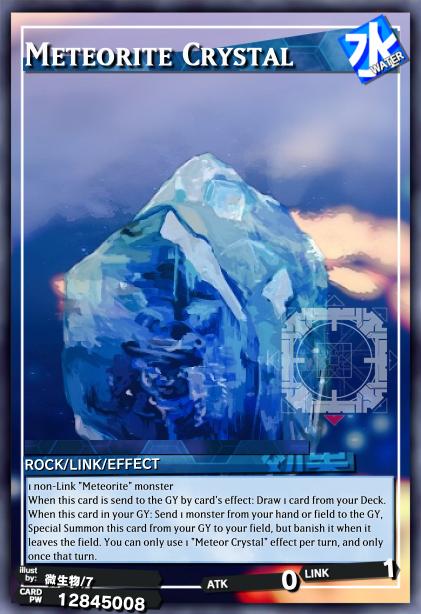 METEORITE CRYSTAL
水
WATER
ROCK/LINK/EFFECT
1 non-Link "Meteorite" monster
When this card is send to the GY by card's effect: Draw 1 card from your Deck.
When this card in your GY: Send 1 monster from your hand or field to the GY,
Special Summon this card from your GY to your field, but banish it when it
leaves the field. You can only use 1 "Meteor Crystal" effect per turn, and only
once that turn.
illust by: 微生物/7
ATK 0 LINK 1
CARD PW 12845008